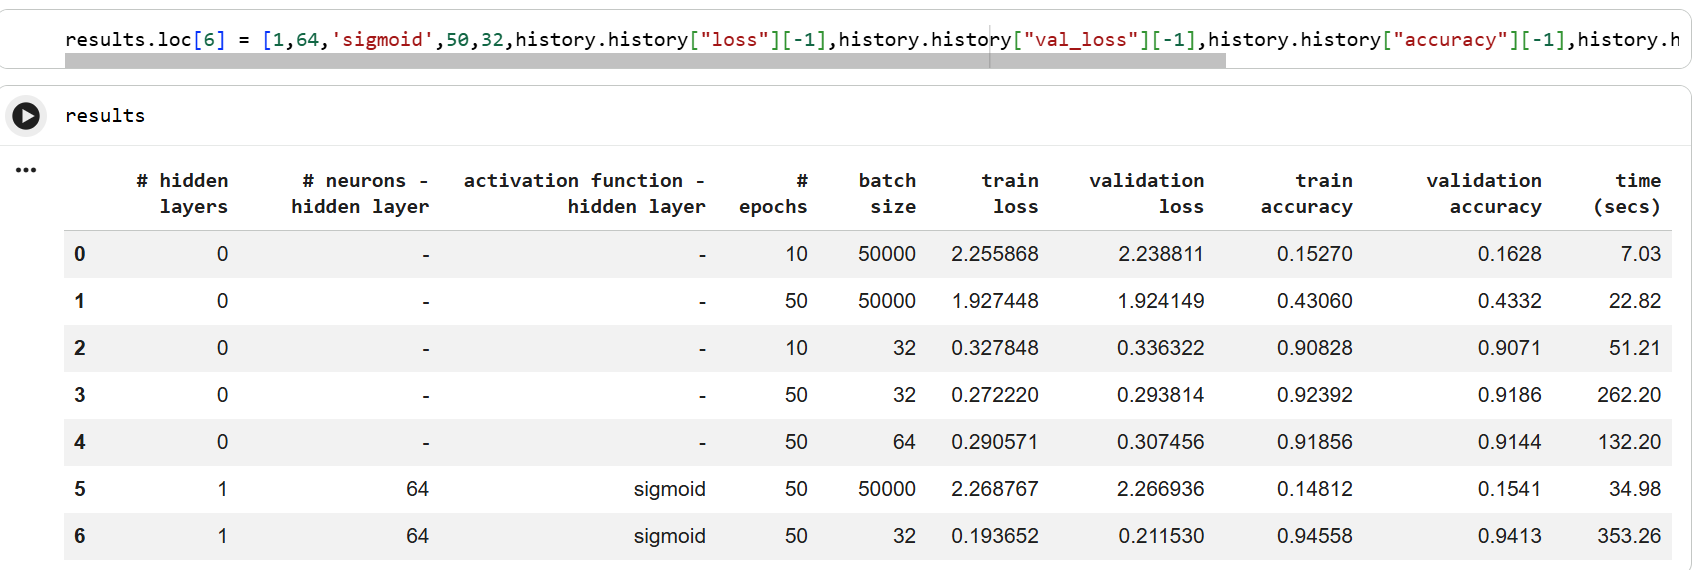 results.loc[6] = [1,64,'sigmoid',50,32,history.history["loss"][-1],history.history["val_loss"][-1],history.history["accuracy"][-1],history.h
results
# hidden layers # neurons - hidden layer activation function - hidden layer # epochs batch size train loss validation loss train accuracy validation accuracy time (secs)
0 0 - - 10 50000 2.255868 2.238811 0.15270 0.1628 7.03
1 0 - - 50 50000 1.927448 1.924149 0.43060 0.4332 22.82
2 0 - - 10 32 0.327848 0.336322 0.90828 0.9071 51.21
3 0 - - 50 32 0.272220 0.293814 0.92392 0.9186 262.20
4 0 - - 50 64 0.290571 0.307456 0.91856 0.9144 132.20
5 1 64 sigmoid 50 50000 2.268767 2.266936 0.14812 0.1541 34.98
6 1 64 sigmoid 50 32 0.193652 0.211530 0.94558 0.9413 353.26